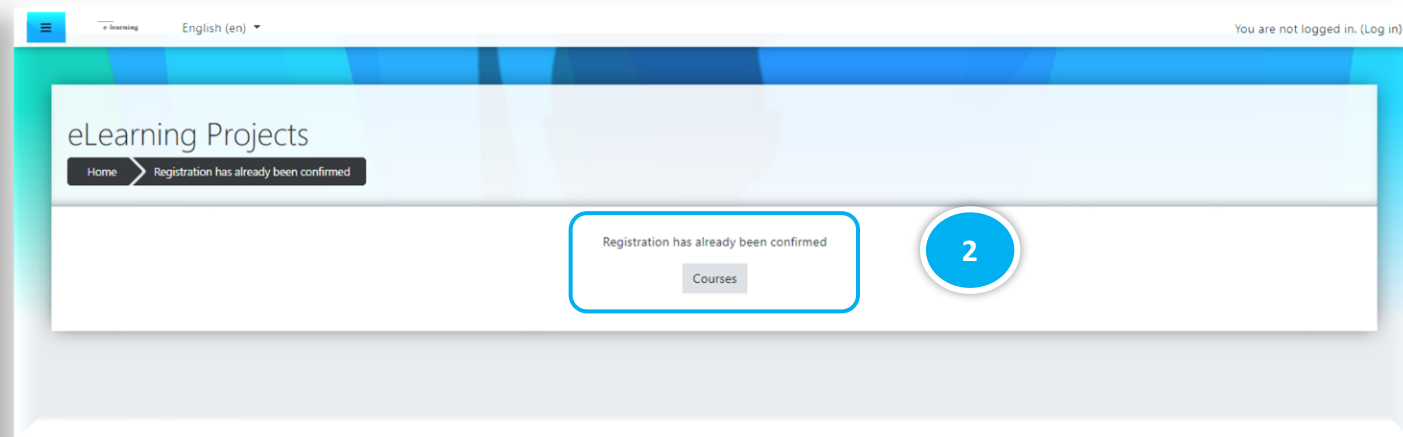 e-learning
English (en)
You are not logged in. (Log in)
eLearning Projects
Home
Registration has already been confirmed
Registration has already been confirmed
2
Courses